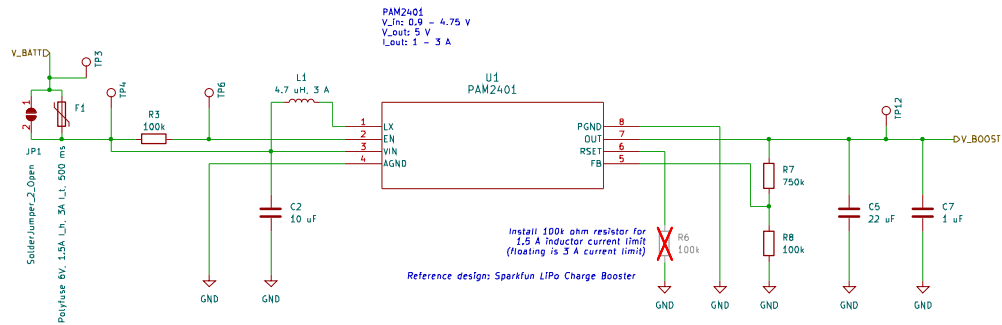 PAM2401
V_in: 0.9 - 4.75 V
V_out: 5 V
I_out: 1 - 3 A
V_BATT
TP3
TP4
TP6
TP12
1
2
JP1
SolderJumper_2_Open
F1
Polyfuse 6V, 1.5A I_h, 3A I_t, 500 ms
R3
100k
L1
4.7 uH, 3 A
U1
PAM2401
1 LX
2 EN
3 VIN
4 AGND
PGND 8
OUT 7
RSET 6
FB 5
V_BOOST
C2
10 uF
R7
750k
R8
100k
C5
22 uF
C7
1 uF
R6
100k
Install 100k ohm resistor for
1.5 A inductor current limit
(floating is 3 A current limit)
Reference design: Sparkfun LiPo Charge Booster
GND
GND
GND
GND
GND
GND
GND